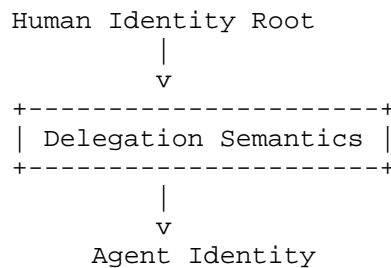 Human Identity Root
|
v
+---------------------+
| Delegation Semantics |
+---------------------+
|
v
Agent Identity